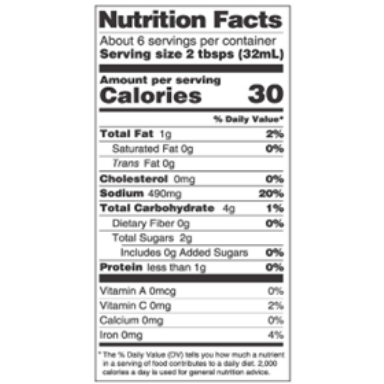 Nutrition Facts
About 6 servings per container
Serving size 2 tbsps (32mL)
Amount per serving
Calories 30
% Daily Value*
Total Fat 1g 2%
Saturated Fat 0g 0%
Trans Fat 0g
Cholesterol 0mg 0%
Sodium 490mg 20%
Total Carbohydrate 4g 1%
Dietary Fiber 0g 0%
Total Sugars 2g
Includes 0g Added Sugars 0%
Protein less than 1g 0%
Vitamin A 0mcg 0%
Vitamin C 0mg 2%
Calcium 0mg 0%
Iron 0mg 4%
* The % Daily Value (DV) tells you how much a nutrient
in a serving of food contributes to a daily diet. 2,000
calories a day is used for general nutrition advice.